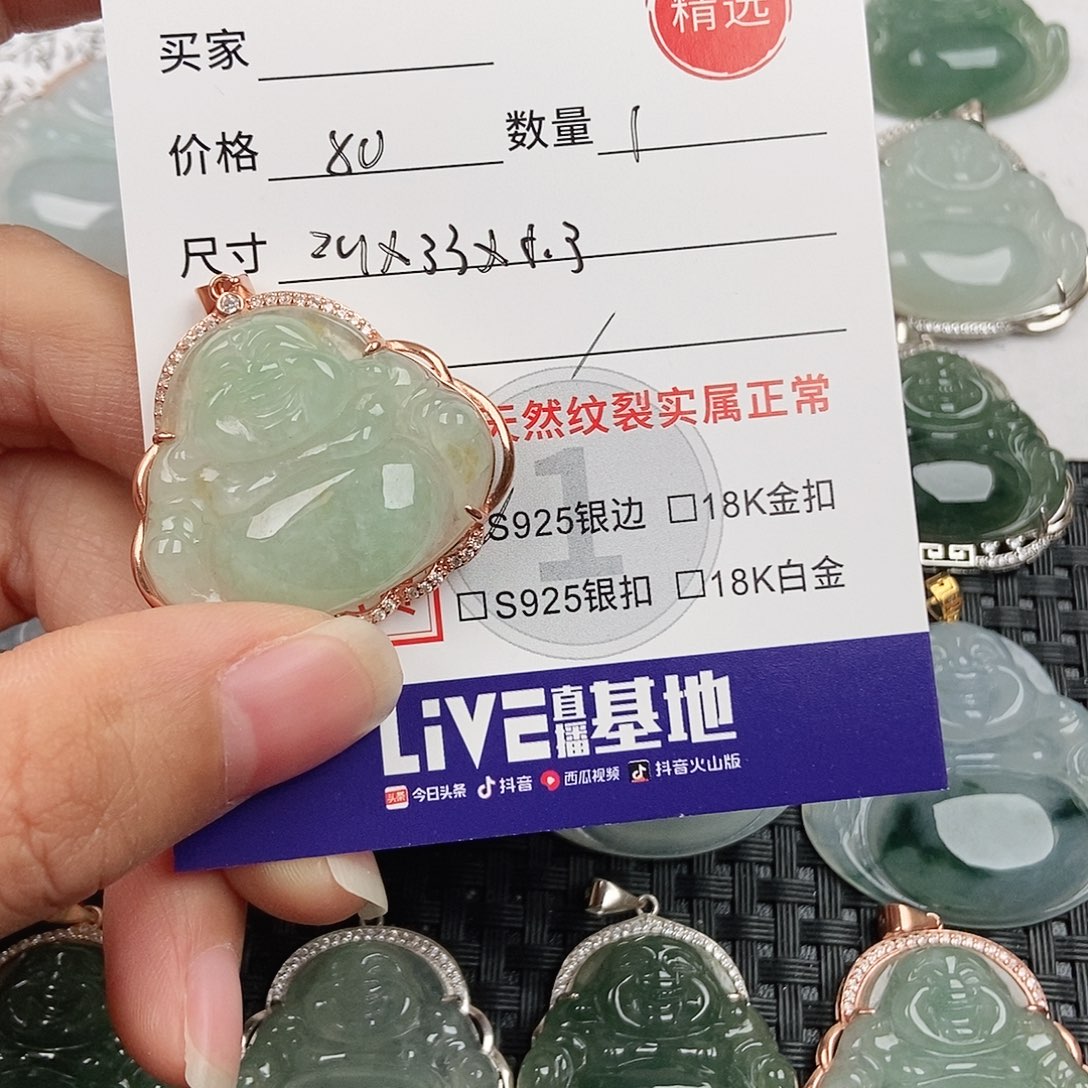 精选
买家
价格 80 数量 1
尺寸 24x33x4.3
天然纹裂实属正常
1
S925银边 □18K金扣
□S925银扣 □18K白金
LiVE直播基地
头条 今日头条 抖音 西瓜视频 抖音火山版